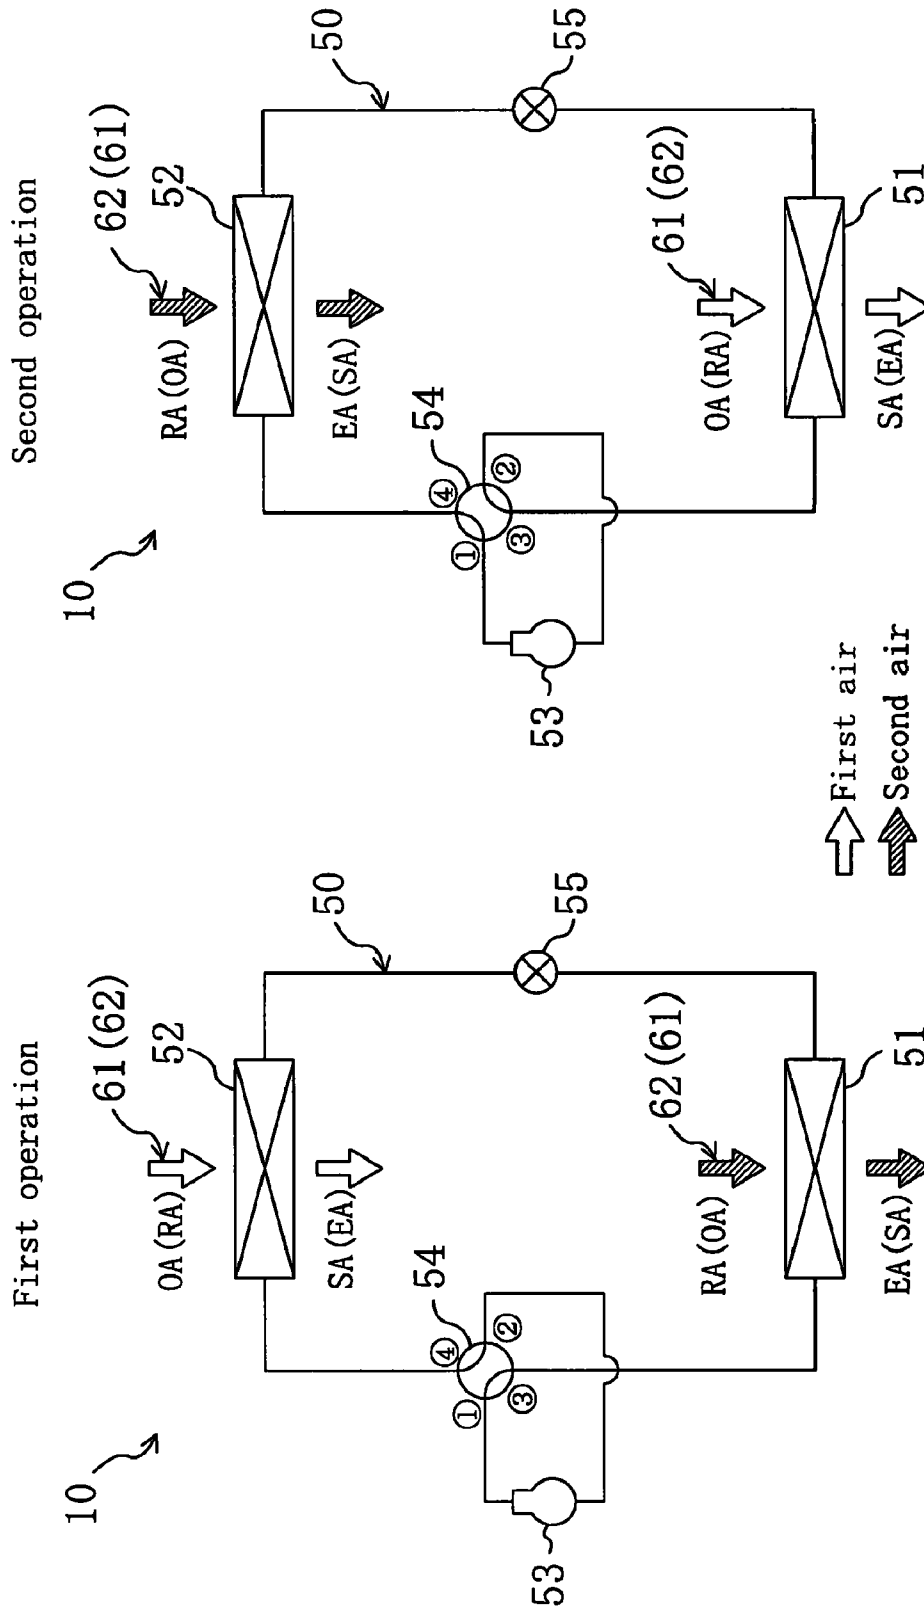 First operation
10
OA(RA)
61(62)
52
SA(EA)
50
54
④
①
②
③
53
55
RA(OA)
62(61)
51
EA(SA)
Second operation
10
RA(OA)
62(61)
52
EA(SA)
50
54
④
①
②
③
53
55
OA(RA)
61(62)
51
SA(EA)
First air
Second air